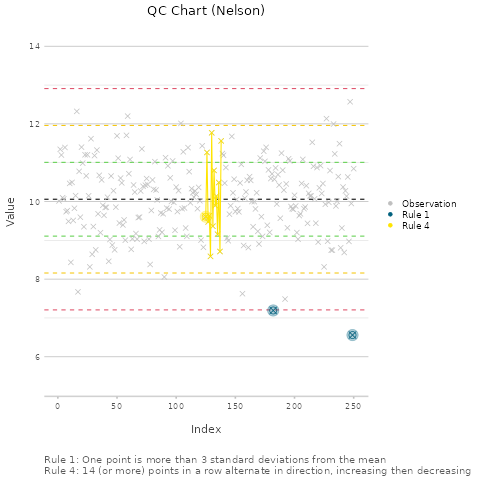 QC Chart (Nelson)
14
12
10
8
6
Value
0
50
100
150
200
250
Index
Observation
Rule 1
Rule 4
Rule 1: One point is more than 3 standard deviations from the mean
Rule 4: 14 (or more) points in a row alternate in direction, increasing then decreasing